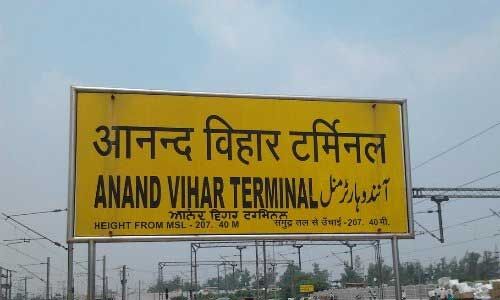 आनन्द विहार टर्मिनल
ANAND VIHAR TERMINAL آنند وہار ٹرمنل
ਆਨੰਦ ਵਿਹਾਰ ਟਰਮਿਨਲ
HEIGHT FROM MSL - 207. 40 M समुद्र तल से उँचाई -207. 40 मी.